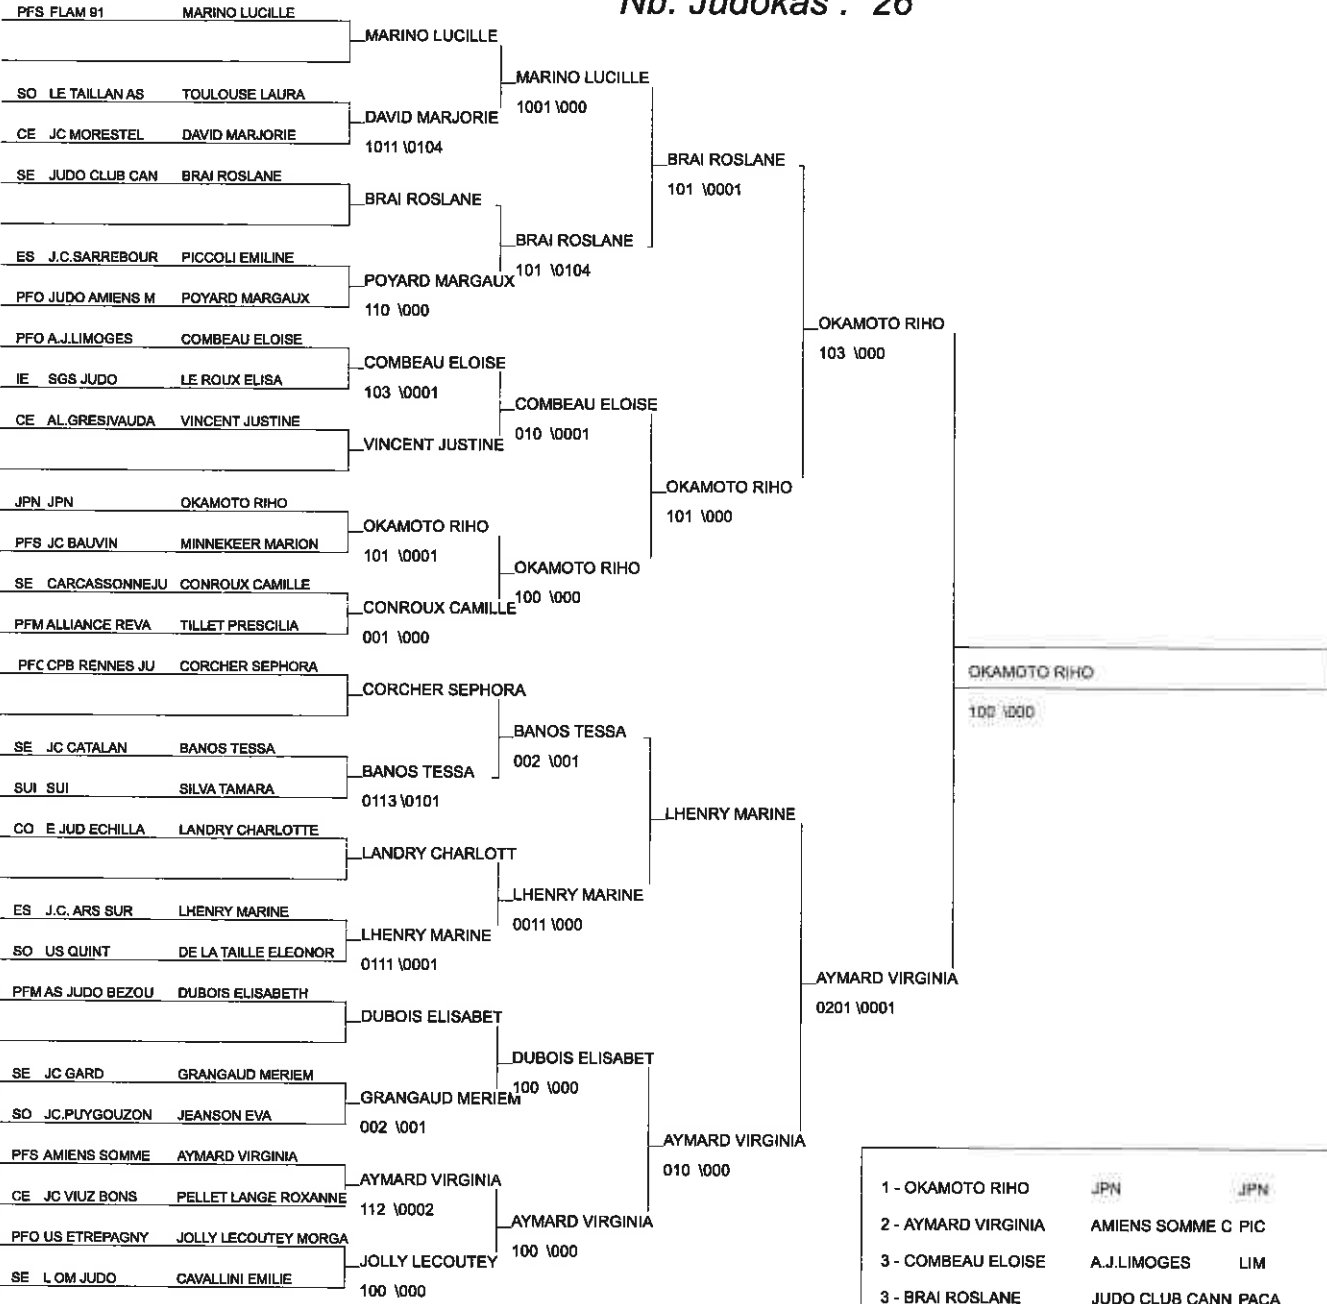 Nb. Judokas : 26
PFS FLAM 91 MARINO LUCILLE
MARINO LUCILLE
MARINO LUCILLE
1001 \000
SO LE TAILLAN AS TOULOUSE LAURA
CE JC MORESTEL DAVID MARJORIE
DAVID MARJORIE
1011 \0104
BRAI ROSLANE
101 \0001
SE JUDO CLUB CAN BRAI ROSLANE
BRAI ROSLANE
BRAI ROSLANE
101 \0104
ES J.C.SARREBOUR PICCOLI EMILINE
PFO JUDO AMIENS M POYARD MARGAUX
POYARD MARGAUX
110 \000
OKAMOTO RIHO
103 \000
PFO A.J.LIMOGES COMBEAU ELOISE
IE SGS JUDO LE ROUX ELISA
COMBEAU ELOISE
103 \0001
COMBEAU ELOISE
010 \0001
CE AL.GRESIVAUDA VINCENT JUSTINE
VINCENT JUSTINE
OKAMOTO RIHO
101 \000
JPN JPN OKAMOTO RIHO
PFS JC BAUVIN MINNEKEER MARION
OKAMOTO RIHO
101 \0001
OKAMOTO RIHO
100 \000
SE CARCASSONNEJU CONROUX CAMILLE
PFM ALLIANCE REVA TILLET PRESCILIA
CONROUX CAMILLE
001 \000
OKAMOTO RIHO
100 \000
PFC CPB RENNES JU CORCHER SEPHORA
CORCHER SEPHORA
BANOS TESSA
002 \001
SE JC CATALAN BANOS TESSA
SUI SUI SILVA TAMARA
BANOS TESSA
0113 \0101
LHENRY MARINE
CO E JUD ECHILLA LANDRY CHARLOTTE
LANDRY CHARLOTT
LHENRY MARINE
0011 \000
ES J.C. ARS SUR LHENRY MARINE
SO US QUINT DE LA TAILLE ELEONOR
LHENRY MARINE
0111 \0001
AYMARD VIRGINIA
0201 \0001
PFM AS JUDO BEZOU DUBOIS ELISABETH
DUBOIS ELISABET
DUBOIS ELISABET
100 \000
SE JC GARD GRANGAUD MERIEM
SO JC.PUYGOUZON JEANSON EVA
GRANGAUD MERIEM
002 \001
AYMARD VIRGINIA
010 \000
PFS AMIENS SOMME AYMARD VIRGINIA
CE JC VIUZ BONS PELLET LANGE ROXANNE
AYMARD VIRGINIA
112 \0002
AYMARD VIRGINIA
100 \000
PFO US ETREPAGNY JOLLY LECOUTEY MORGA
SE L OM JUDO CAVALLINI EMILIE
JOLLY LECOUTEY
100 \000
1 - OKAMOTO RIHO JPN JPN
2 - AYMARD VIRGINIA AMIENS SOMME C PIC
3 - COMBEAU ELOISE A.J.LIMOGES LIM
3 - BRAI ROSLANE JUDO CLUB CANN PACA